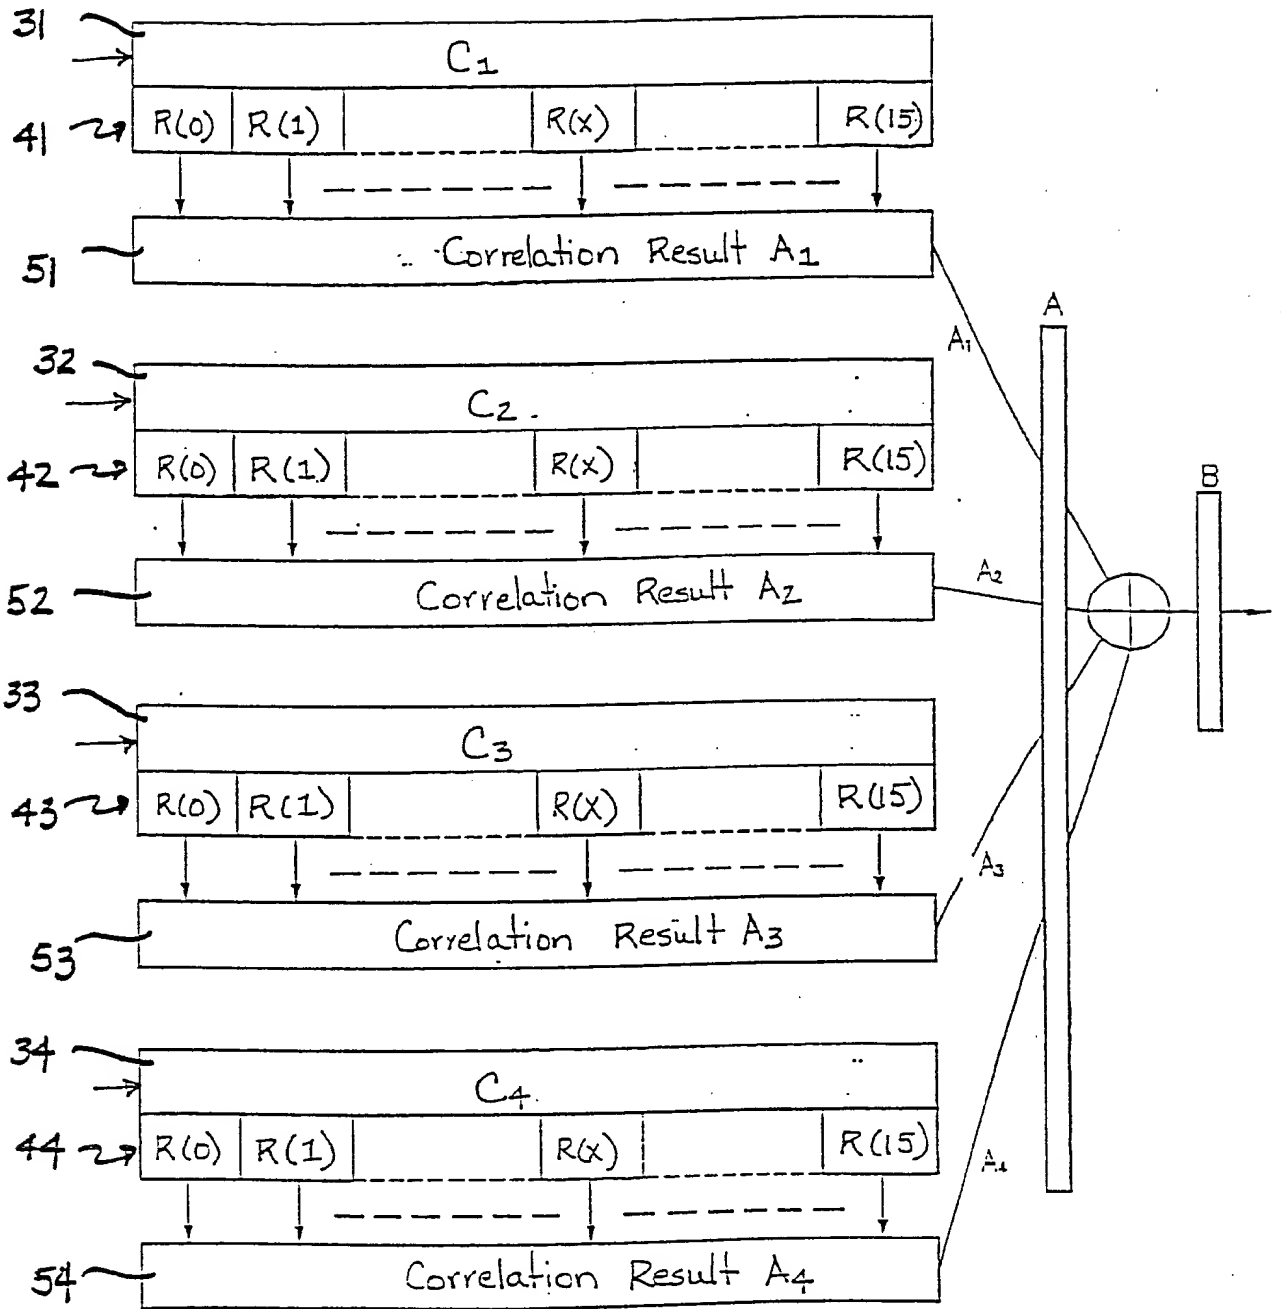 31
C1
41 R(0) R(1) R(x) R(15)
51 Correlation Result A1
A
A1
32
C2
B
42 R(0) R(1) R(x) R(15)
52 Correlation Result A2
A2
33
C3
43 R(0) R(1) R(x) R(15)
A3
53 Correlation Result A3
34
C4
44 R(0) R(1) R(x) R(15)
A4
54 Correlation Result A4